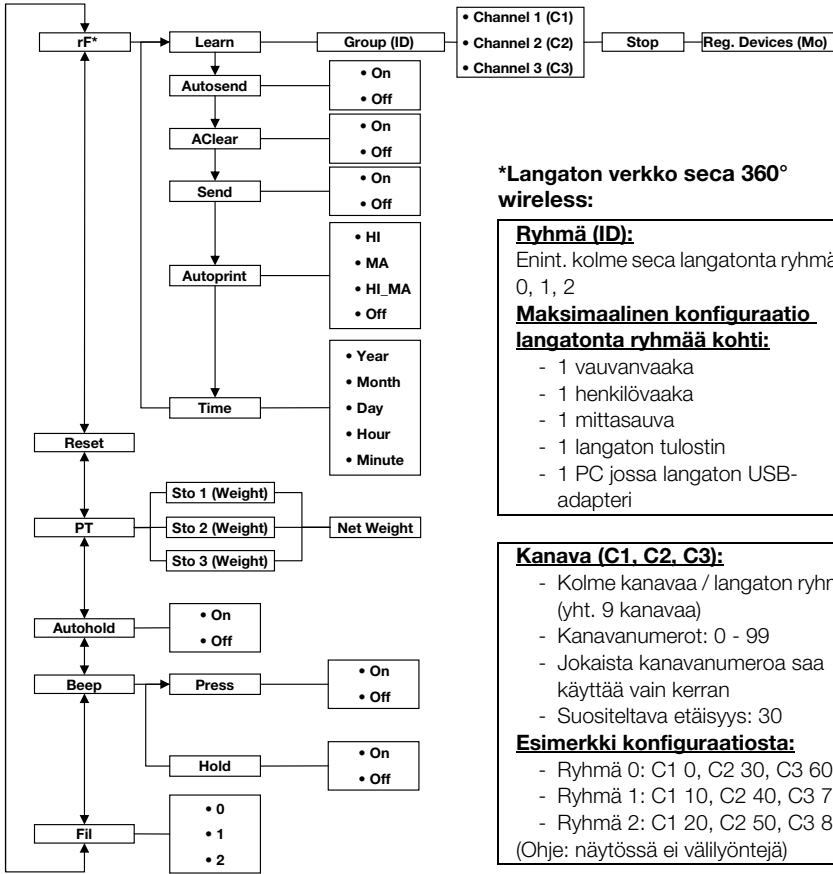 rF*
Learn
Group (ID)
• Channel 1 (C1)
• Channel 2 (C2)
• Channel 3 (C3)
Stop
Reg. Devices (Mo)
Autosend
• On
• Off
AClear
• On
• Off
Send
• On
• Off
Autoprint
• HI
• MA
• HI_MA
• Off
Time
• Year
• Month
• Day
• Hour
• Minute
Reset
PT
Sto 1 (Weight)
Sto 2 (Weight)
Sto 3 (Weight)
Net Weight
Autohold
• On
• Off
Beep
Press
• On
• Off
Hold
• On
• Off
Fil
• 0
• 1
• 2
*Langaton verkko seca 360°
wireless:
Ryhmä (ID):
Enint. kolme seca langatonta
0, 1, 2
Maksimaalinen konfiguraatio
langatonta ryhmää kohti:
- 1 vauvanvaaka
- 1 henkilövaaka
- 1 mittasauva
- 1 langaton tulostin
- 1 PC jossa langaton USB-
adapteri
Kanava (C1, C2, C3):
- Kolme kanavaa / langaton
(yht. 9 kanavaa)
- Kanavanumerot: 0 - 99
- Jokaista kanavanumeroa saa
käyttää vain kerran
- Suositeltava etäisyys: 30
Esimerkki konfiguraatiosta:
- Ryhmä 0: C1 0, C2 30, C3 60
- Ryhmä 1: C1 10, C2 40, C3
- Ryhmä 2: C1 20, C2 50, C3
(Ohje: näytössä ei välilyöntejä)